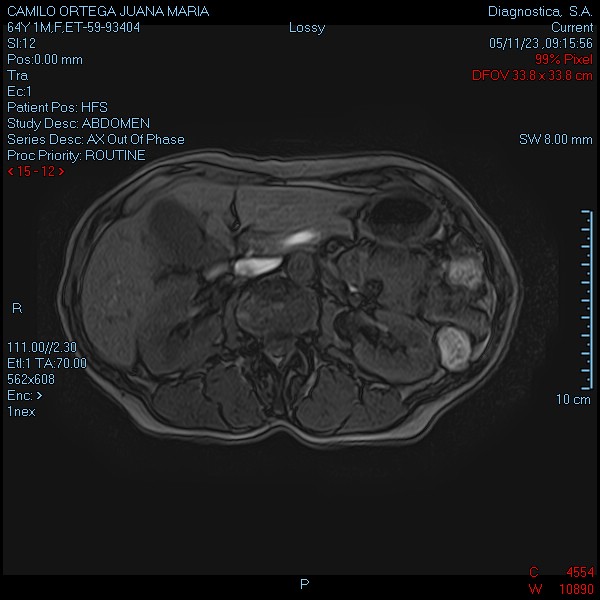 CAMILO ORTEGA JUANA MARIA
64Y 1M,F,ET-59-93404
SI:12
Pos:0.00 mm
Tra
Ec:1
Patient Pos: HFS
Study Desc: ABDOMEN
Series Desc: AX Out Of Phase
Proc Priority: ROUTINE
< 15 - 12 >
Lossy
Diagnostica, S.A.
Current
05/11/23 ,09:15:56
99% Pixel
DFOV 33.8 x 33.8 cm
SW 8.00 mm
R
111.00//2.30
Etl:1 TA:70.00
562x608
Enc: >
1nex
10 cm
P
C 4554
W 10890